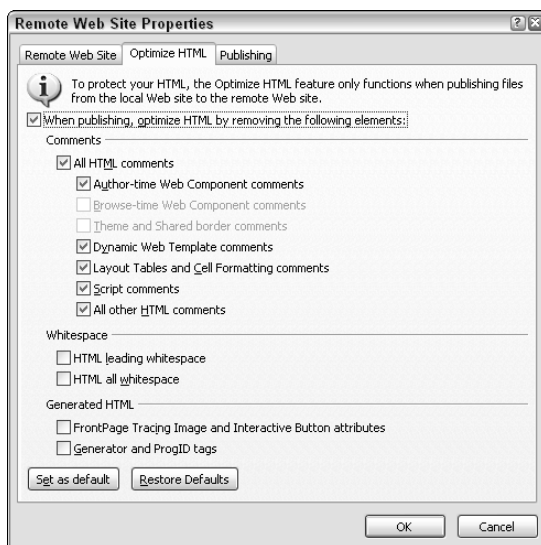 Remote Web Site Properties
Remote Web Site Optimize HTML Publishing
To protect your HTML, the Optimize HTML feature only functions when publishing files
from the local Web site to the remote Web site.
When publishing, optimize HTML by removing the following elements:
Comments
All HTML comments
Author-time Web Component comments
Browse-time Web Component comments
Theme and Shared border comments
Dynamic Web Template comments
Layout Tables and Cell Formatting comments
Script comments
All other HTML comments
Whitespace
HTML leading whitespace
HTML all whitespace
Generated HTML
FrontPage Tracing Image and Interactive Button attributes
Generator and ProgID tags
Set as default Restore Defaults
OK Cancel